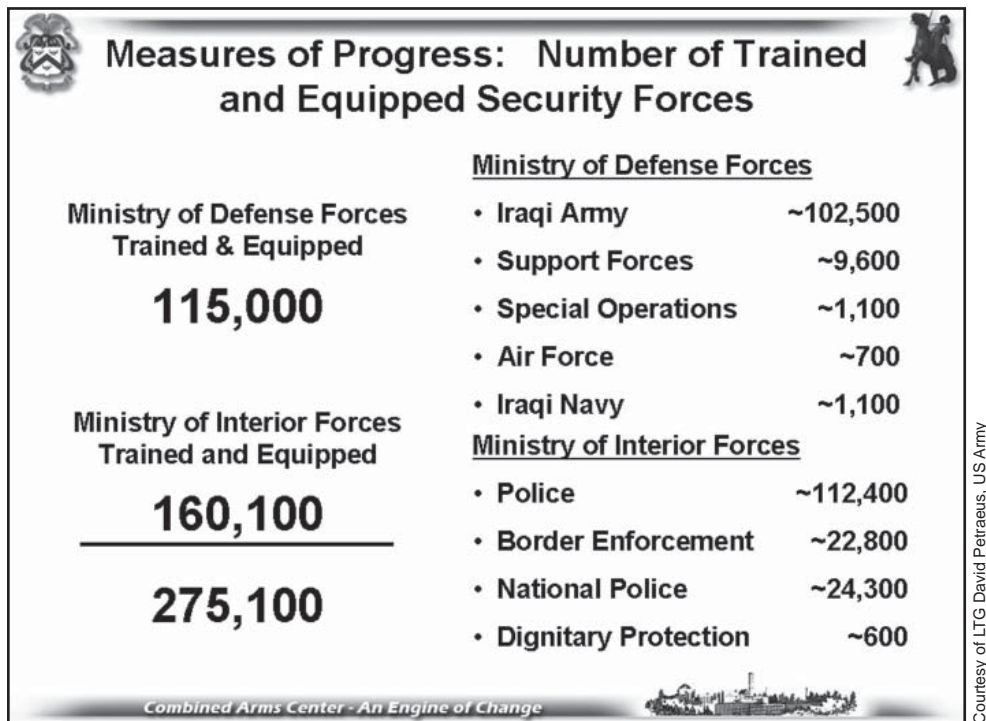 Measures of Progress: Number of Trained
and Equipped Security Forces
Ministry of Defense Forces
Trained & Equipped
115,000
Ministry of Interior Forces
Trained and Equipped
160,100
275,100
Ministry of Defense Forces
• Iraqi Army ~102,500
• Support Forces ~9,600
• Special Operations ~1,100
• Air Force ~700
• Iraqi Navy ~1,100
Ministry of Interior Forces
• Police ~112,400
• Border Enforcement ~22,800
• National Police ~24,300
• Dignitary Protection ~600
Combined Arms Center - An Engine of Change
Courtesy of LTG David Petraeus, US Army